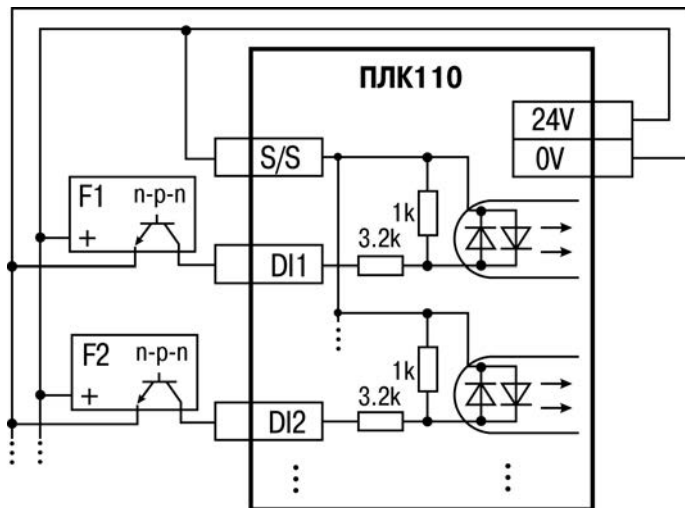 ПЛК110
24V
0V
S/S
F1 n-p-n
+
1k
3.2k
DI1
F2 n-p-n
+
1k
3.2k
DI2